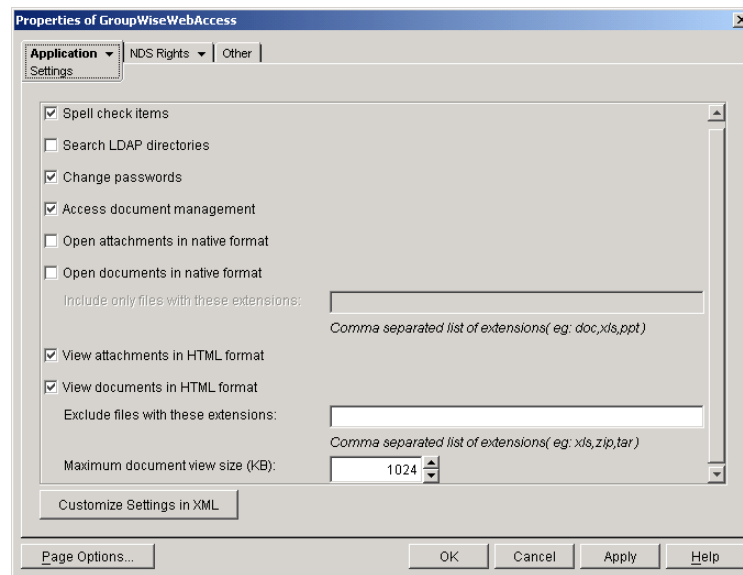 Properties of GroupWiseWebAccess
Application NDS Rights Other
Settings
Spell check items
Search LDAP directories
Change passwords
Access document management
Open attachments in native format
Open documents in native format
Include only files with these extensions:
Comma separated list of extensions( eg: doc,xls,ppt )
View attachments in HTML format
View documents in HTML format
Exclude files with these extensions:
Comma separated list of extensions( eg: xls,zip,tar )
Maximum document view size (KB): 1024
Customize Settings in XML
Page Options... OK Cancel Apply Help